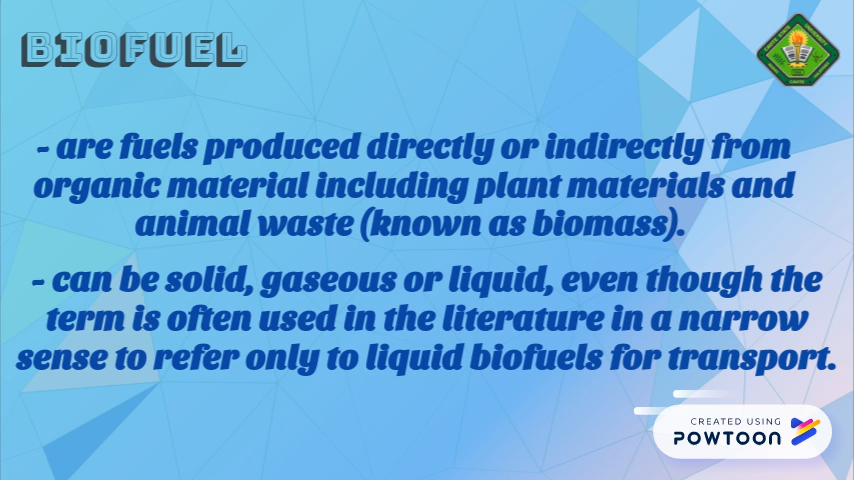 BIOFUEL
- are fuels produced directly or indirectly from
organic material including plant materials and
animal waste (known as biomass).
- can be solid, gaseous or liquid, even though the
term is often used in the literature in a narrow
sense to refer only to liquid biofuels for transport.
CREATED USING
POWTOON